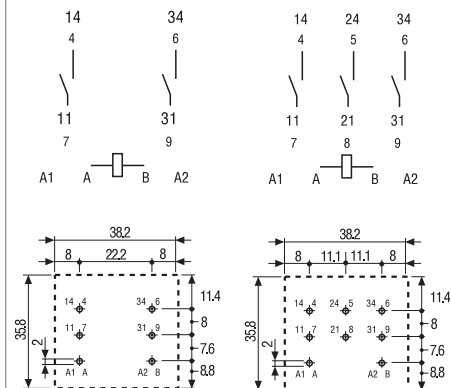 14 34
4 6
11 31
7 9
A1 A B A2
14 24 34
4 5 6
11 21 31
7 8 9
A1 A B A2
38.2
8 22.2 8
14 4 34 6
11 7 31 9
A1 A A2 B
35.8
2
11.4
8
7.6
8.8
38.2
8 11.1 11.1 8
14 4 24 5 34 6
11 7 21 8 31 9
A1 A A2 B
35.8
2
11.4
8
7.6
8.8